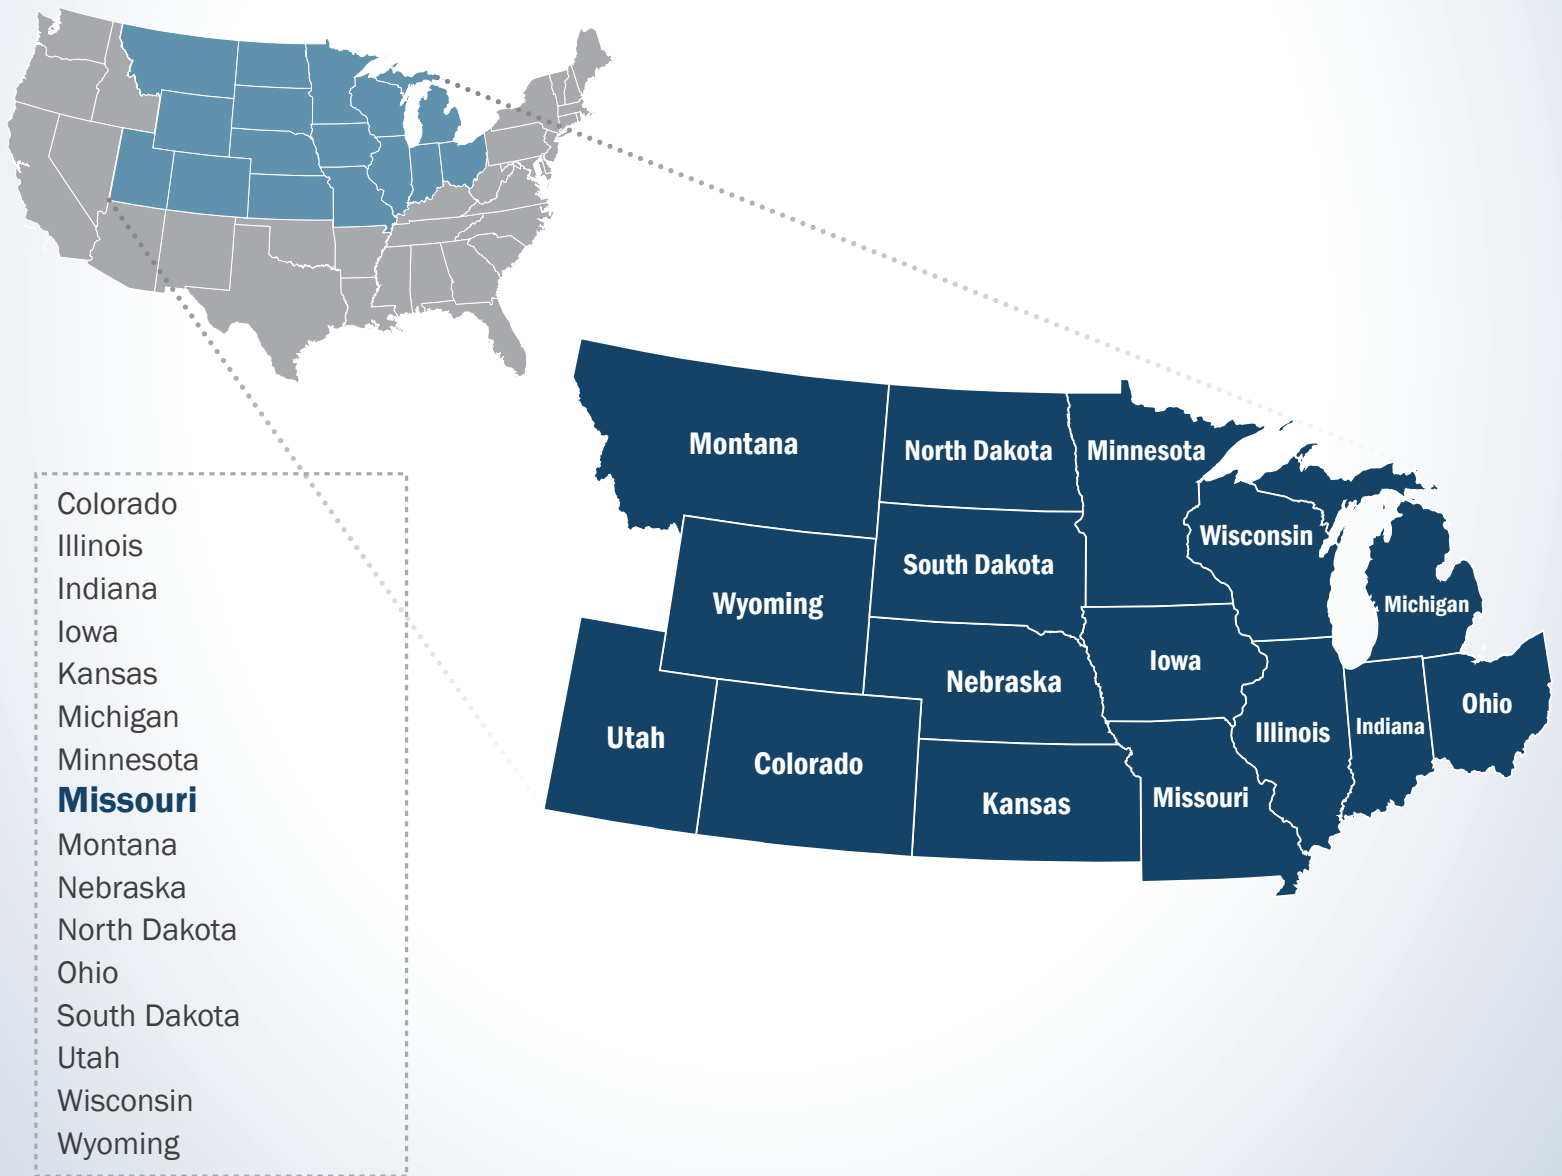 Montana
North Dakota
Minnesota
Wisconsin
South Dakota
Michigan
Wyoming
Iowa
Nebraska
Ohio
Utah
Illinois
Indiana
Colorado
Missouri
Kansas
Colorado
Illinois
Indiana
Iowa
Kansas
Michigan
Minnesota
Missouri
Montana
Nebraska
North Dakota
Ohio
South Dakota
Utah
Wisconsin
Wyoming